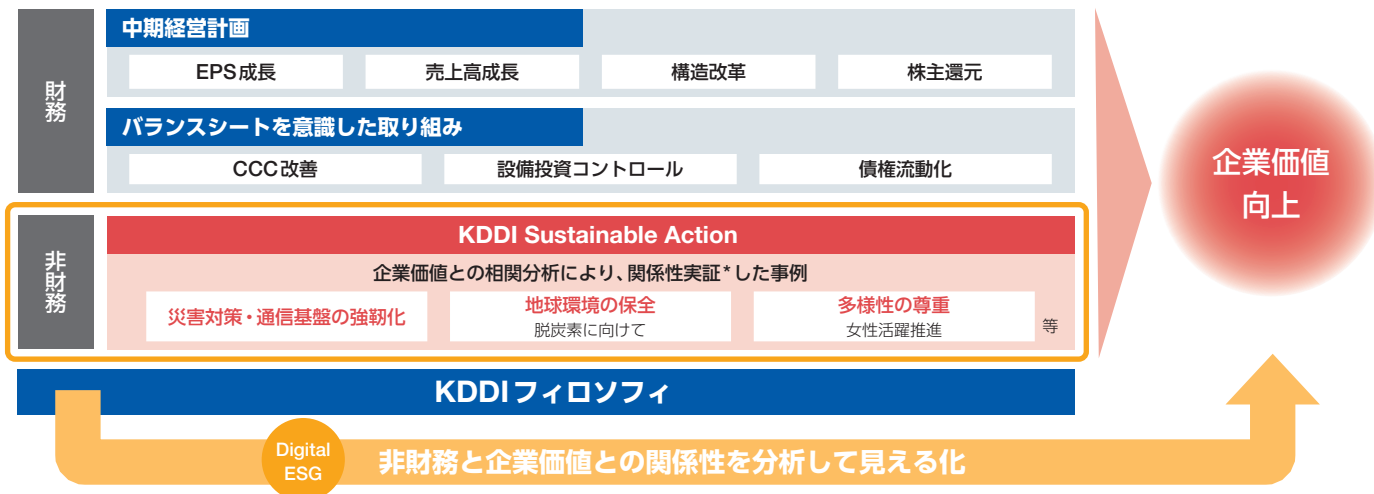 財務
中期経営計画
EPS成長
売上高成長
構造改革
株主還元
バランスシートを意識した取り組み
CCC改善
設備投資コントロール
債権流動化
非財務
KDDI Sustainable Action
企業価値との相関分析により、関係性実証*した事例
災害対策・通信基盤の強靭化
地球環境の保全
脱炭素に向けて
多様性の尊重
女性活躍推進
等
KDDIフィロソフィ
企業価値
向上
Digital
ESG
非財務と企業価値との関係性を分析して見える化